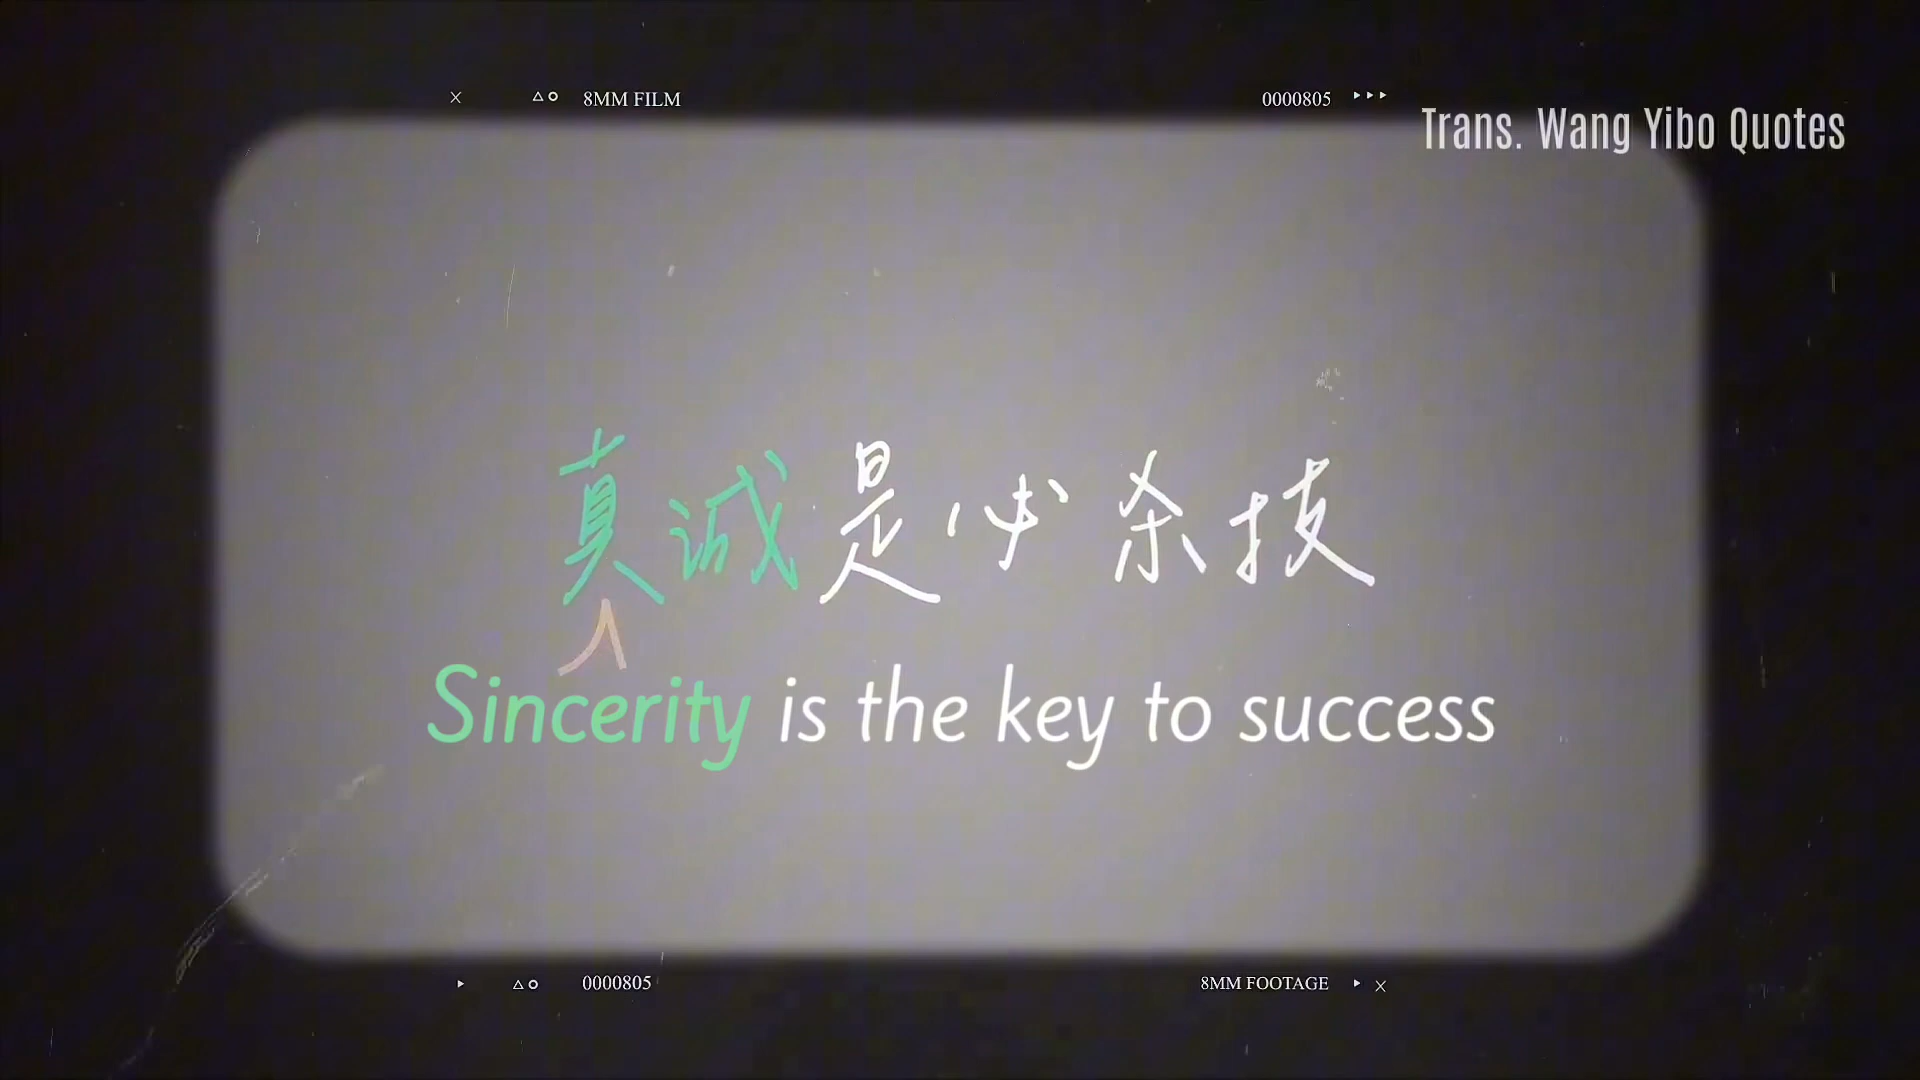 8MM FILM
0000805
Trans. Wang Yibo Quotes
真诚是必杀技
Sincerity is the key to success
0000805
8MM FOOTAGE